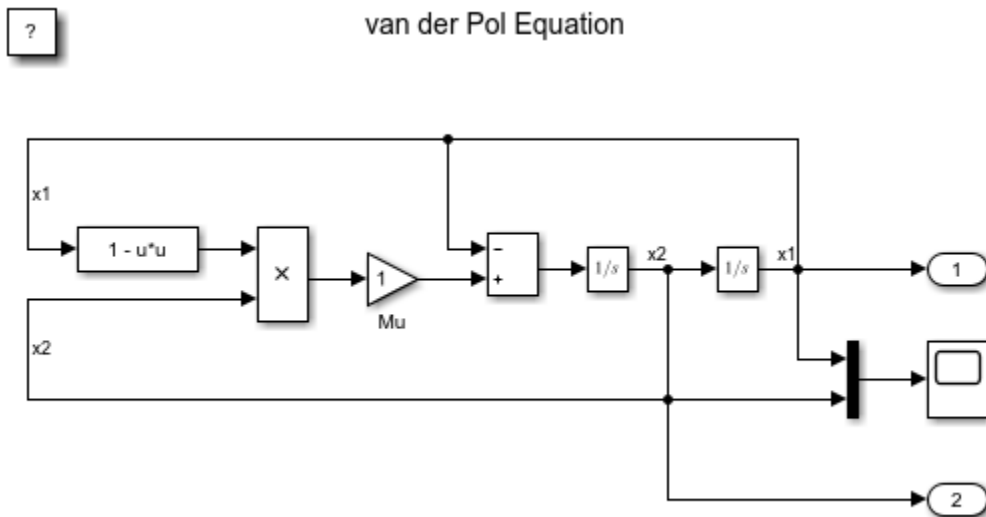 ?
van der Pol Equation
x1
1 - u*u
×
1
Mu
−
+
1/s
x2
1/s
x1
1
x2
2